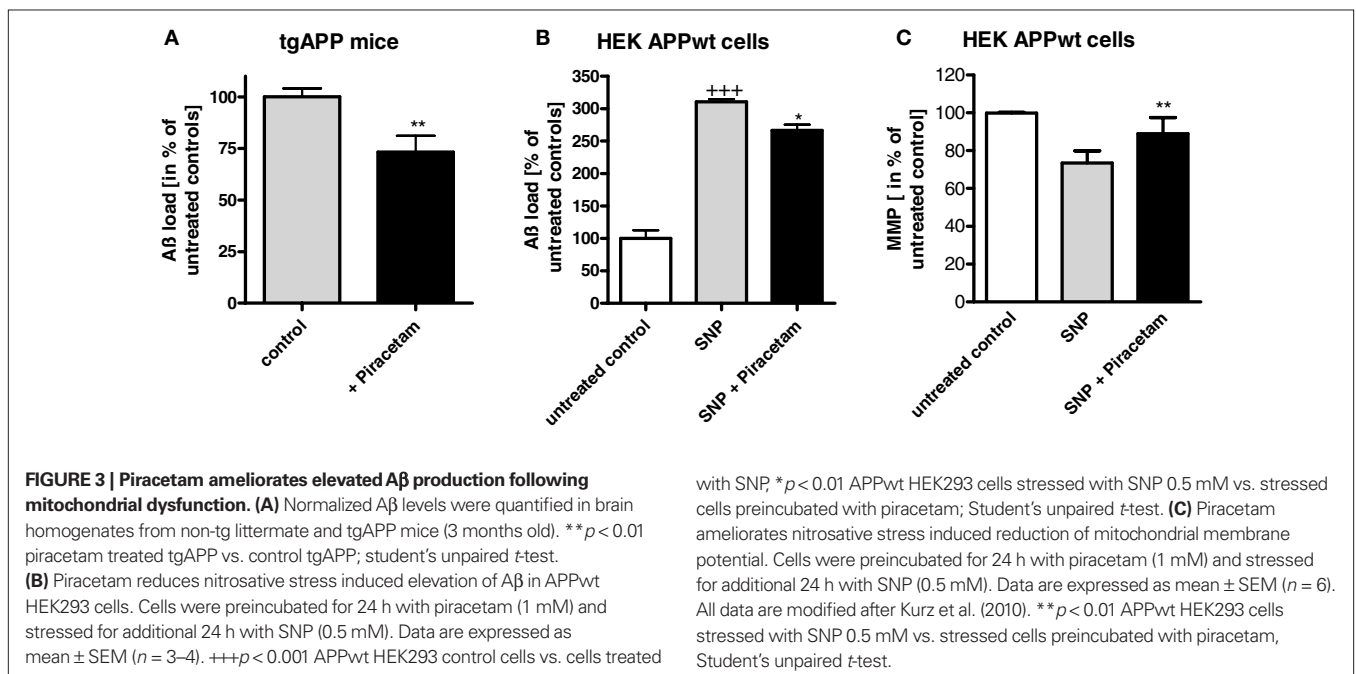 A
tgAPP mice
Aß load [in % of
untreated controls]
100
75
50
25
0
**
control
+ Piracetam
B
HEK APPwt cells
Aß load [% of
untreated controls]
350
300
250
200
150
100
50
0
+++
*
untreated control
SNP
SNP + Piracetam
C
HEK APPwt cells
MMP [ in % of
untreated control]
120
100
80
60
40
20
0
**
untreated control
SNP
SNP + Piracetam
FIGURE 3 | Piracetam ameliorates elevated Aβ production following
mitochondrial dysfunction. (A) Normalized Aβ levels were quantified in brain
homogenates from non-tg littermate and tgAPP mice (3 months old). **p < 0.01
piracetam treated tgAPP vs. control tgAPP; student's unpaired t-test.
(B) Piracetam reduces nitrosative stress induced elevation of Aβ in APPwt
HEK293 cells. Cells were preincubated for 24 h with piracetam (1 mM) and
stressed for additional 24 h with SNP (0.5 mM). Data are expressed as
mean ± SEM (n = 3–4). +++p < 0.001 APPwt HEK293 control cells vs. cells treated
with SNP, *p < 0.01 APPwt HEK293 cells stressed with SNP 0.5 mM vs. stressed
cells preincubated with piracetam; Student's unpaired t-test. (C) Piracetam
ameliorates nitrosative stress induced reduction of mitochondrial membrane
potential. Cells were preincubated for 24 h with piracetam (1 mM) and stressed
for additional 24 h with SNP (0.5 mM). Data are expressed as mean ± SEM (n = 6).
All data are modified after Kurz et al. (2010). **p < 0.01 APPwt HEK293 cells
stressed with SNP 0.5 mM vs. stressed cells preincubated with piracetam,
Student's unpaired t-test.